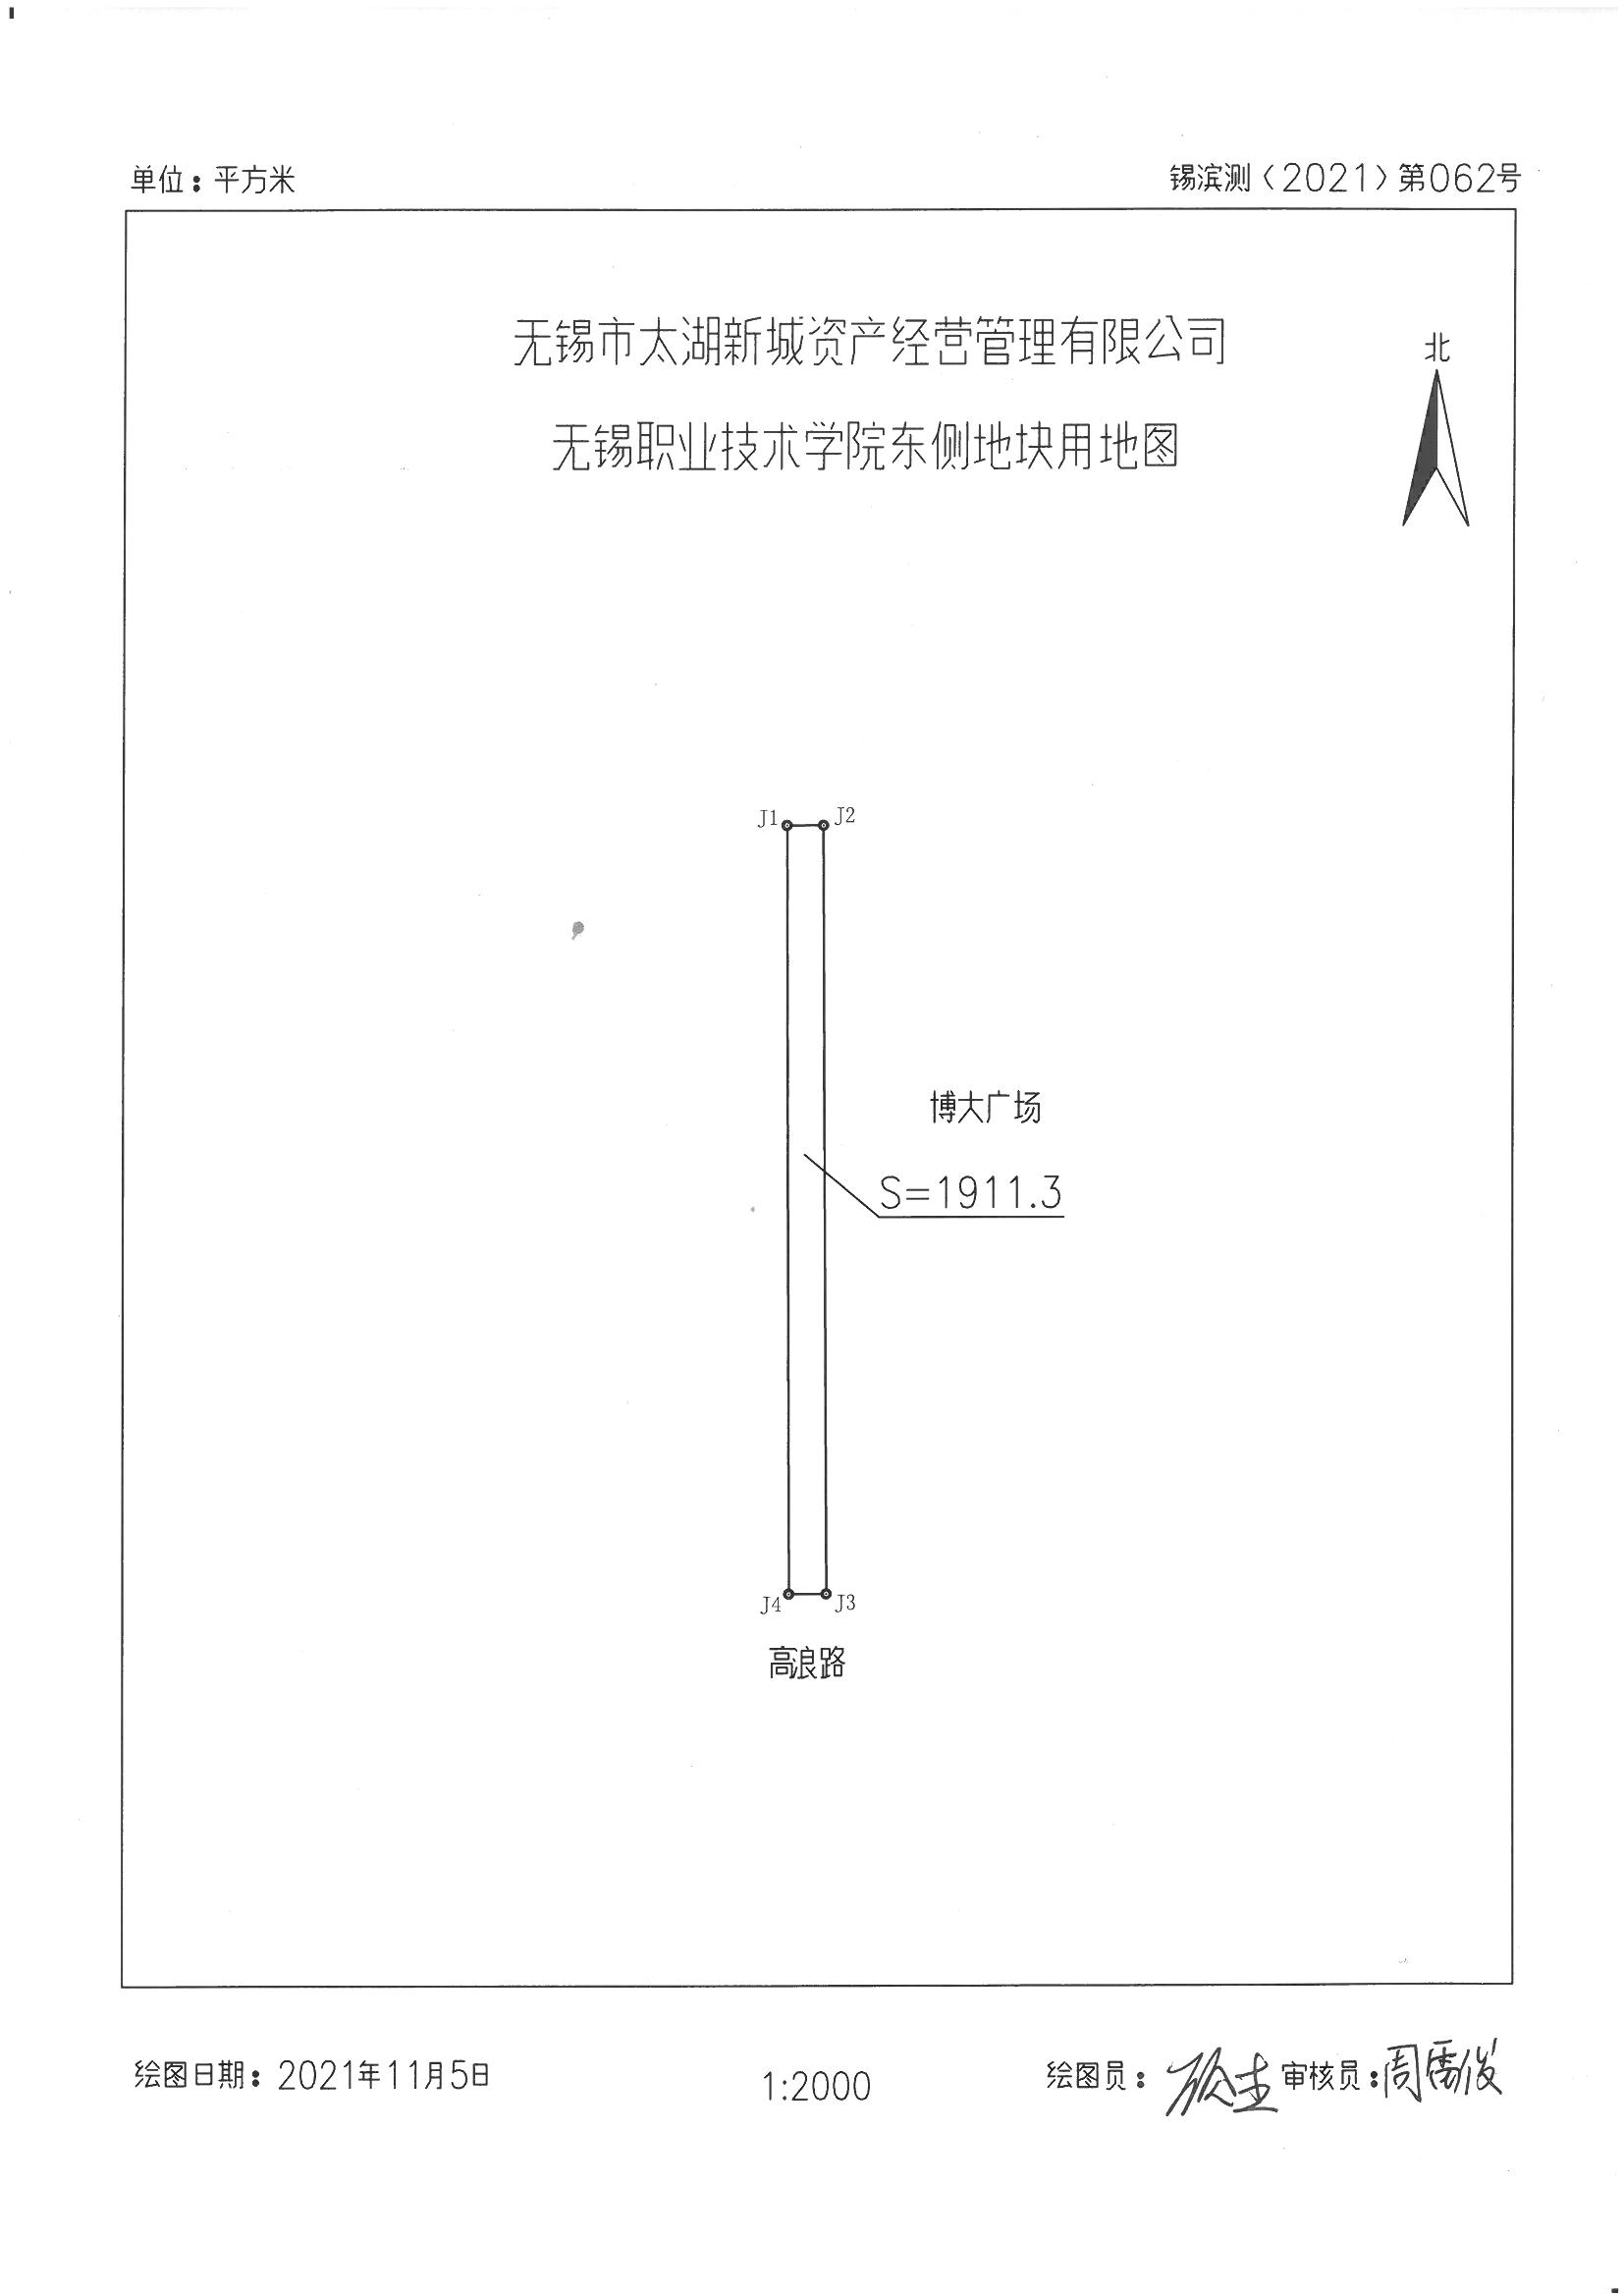 单位：平方米
锡滨测〈2021〉第062号
无锡市太湖新城资产经营管理有限公司
无锡职业技术学院东侧地块用地图
北
J1
J2
博大广场
S=1911.3
J4
J3
高浪路
绘图日期：2021年11月5日
1:2000
绘图员：
审核员：周